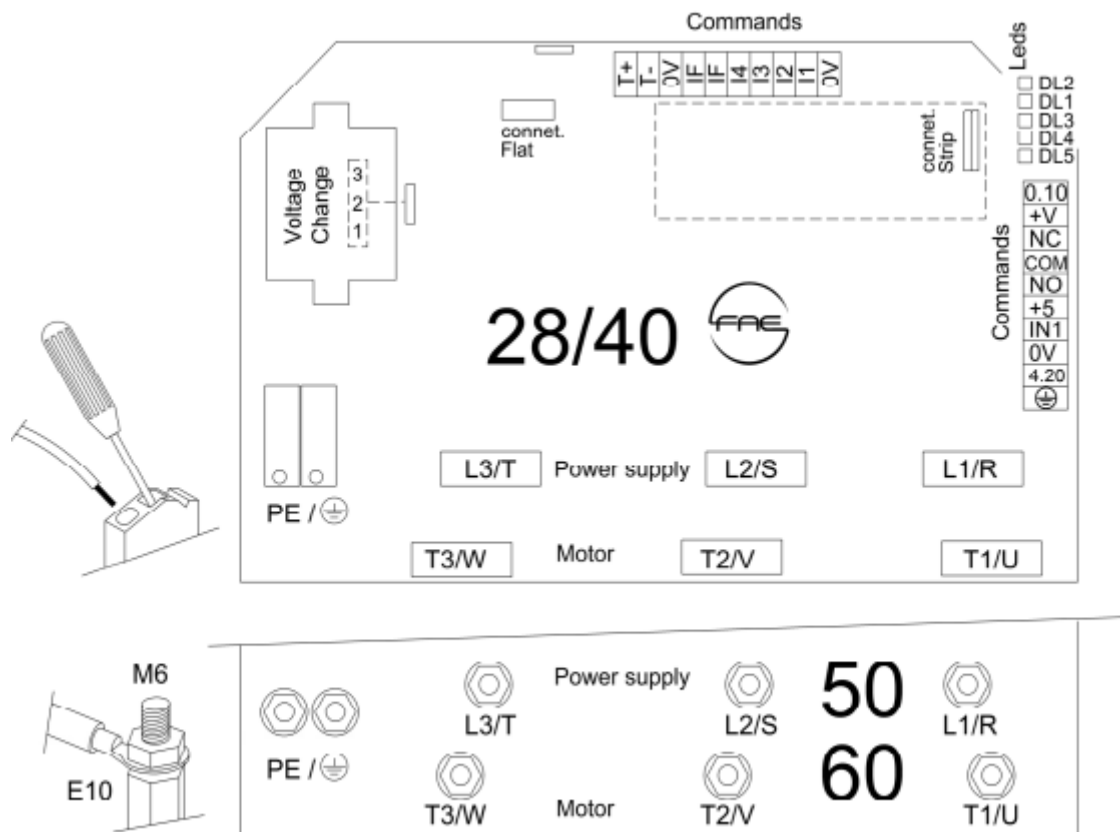 Commands
T+ T- 0V IF IF I4 I3 I2 I1 0V
Leds
DL2
DL1
DL3
DL4
DL5
connet.
Flat
connet.
Strip
Voltage
Change
3
2
1
Commands
0.10
+V
NC
COM
NO
+5
IN1
0V
4.20
28/40 FAE
L3/T Power supply L2/S L1/R
PE /
T3/W Motor T2/V T1/U
M6
E10
Power supply
50
L3/T L2/S L1/R
PE /
60
T3/W Motor T2/V T1/U